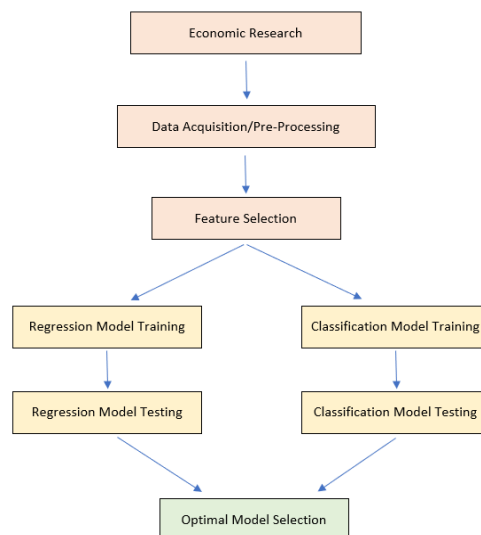 Economic Research
Data Acquisition/Pre-Processing
Feature Selection
Regression Model Training
Classification Model Training
Regression Model Testing
Classification Model Testing
Optimal Model Selection